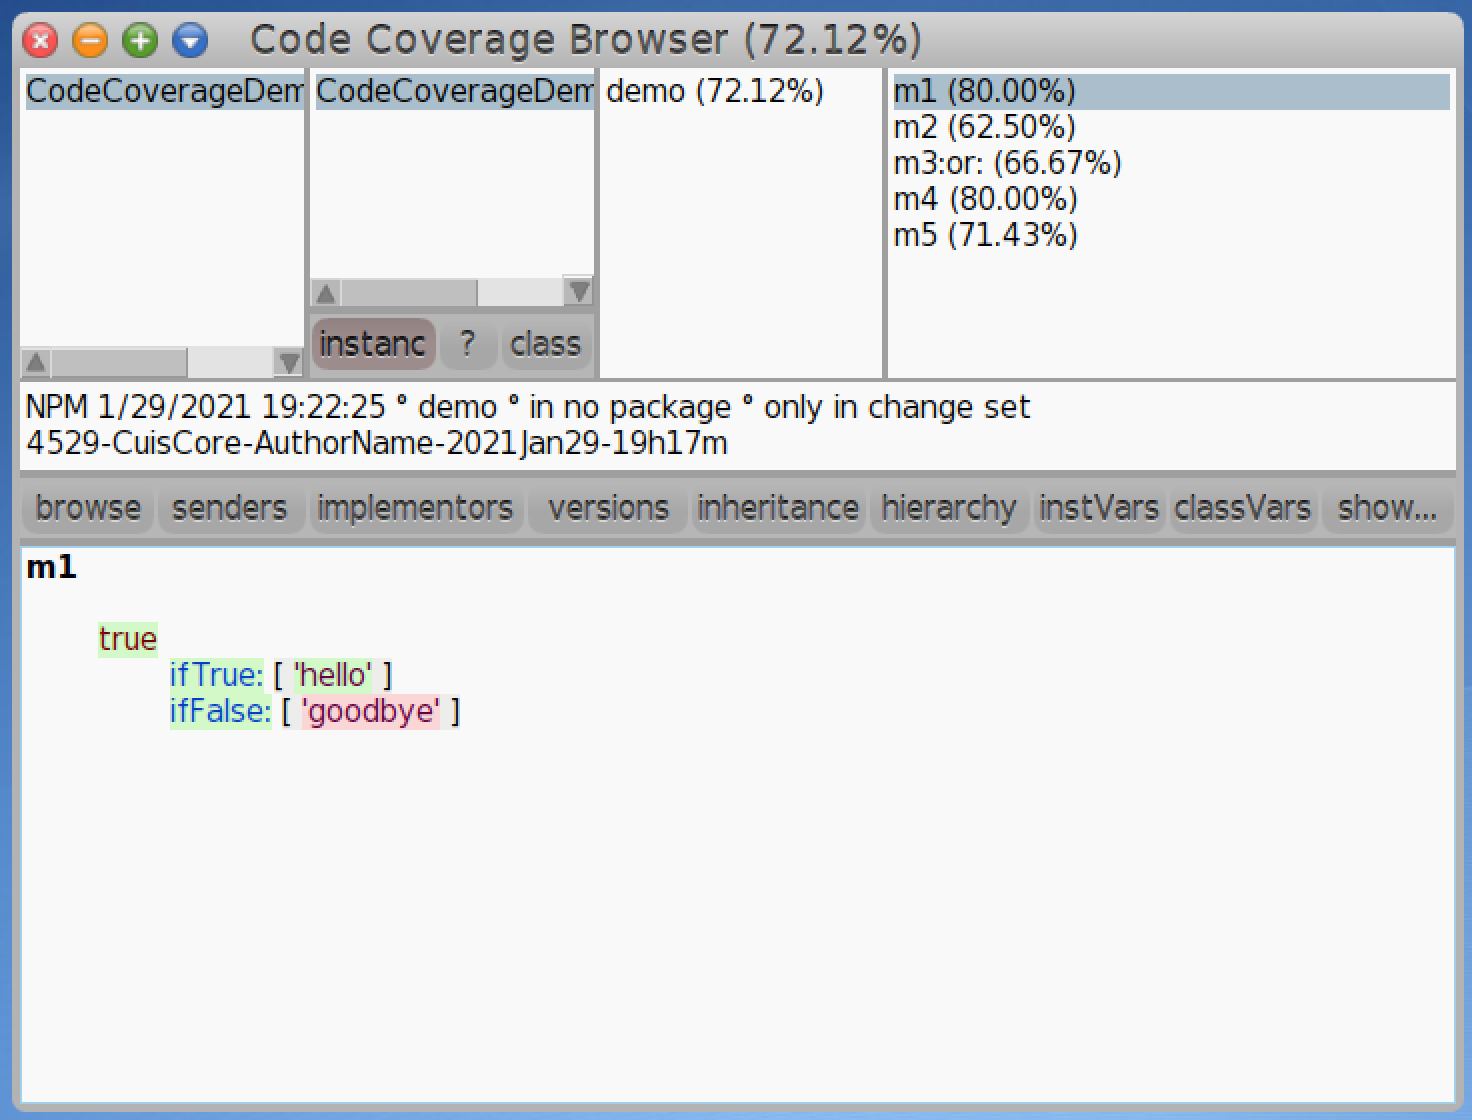 Code Coverage Browser (72.12%)
CodeCoverageDem
CodeCoverageDem
instanc ? class
demo (72.12%)
m1 (80.00%)
m2 (62.50%)
m3:or: (66.67%)
m4 (80.00%)
m5 (71.43%)
NPM 1/29/2021 19:22:25 ° demo ° in no package ° only in change set
4529-CuisCore-AuthorName-2021Jan29-19h17m
browse senders implementors versions inheritance hierarchy instVars classVars show...
m1
true
ifTrue: [ 'hello' ]
ifFalse: [ 'goodbye' ]